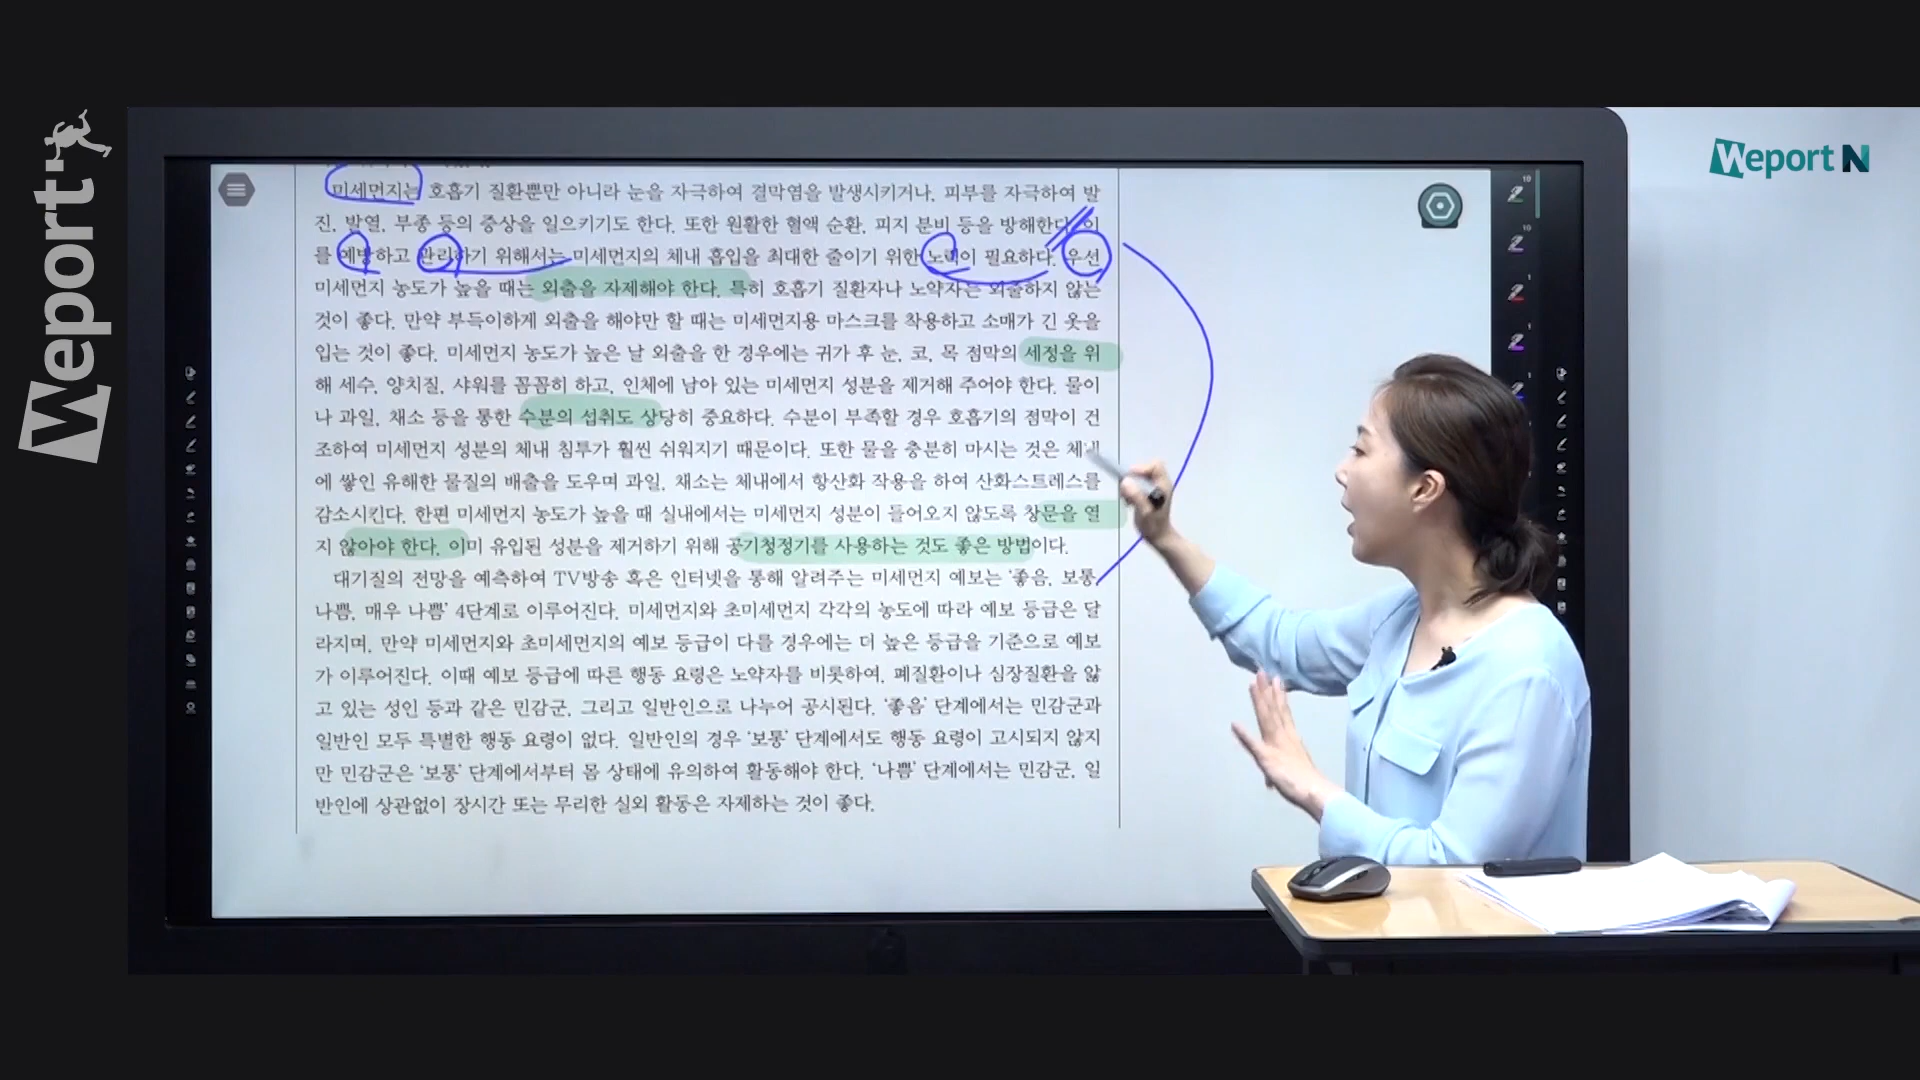 Weport
Weport N
미세먼지는 호흡기 질환뿐만 아니라 눈을 자극하여 결막염을 발생시키거나, 피부를 자극하여 발
진, 발열, 부종 등의 증상을 일으키기도 한다. 또한 원활한 혈액 순환, 피지 분비 등을 방해한다. 이
를 예방하고 관리하기 위해서는 미세먼지의 체내 흡입을 최대한 줄이기 위한 노력이 필요하다. 우선
미세먼지 농도가 높을 때는 외출을 자제해야 한다. 특히 호흡기 질환자나 노약자는 외출하지 않는
것이 좋다. 만약 부득이하게 외출을 해야만 할 때는 미세먼지용 마스크를 착용하고 소매가 긴 옷을
입는 것이 좋다. 미세먼지 농도가 높은 날 외출을 한 경우에는 귀가 후 눈, 코, 목 점막의 세정을 위
해 세수, 양치질, 샤워를 꼼꼼히 하고, 인체에 남아 있는 미세먼지 성분을 제거해 주어야 한다. 물이
나 과일, 채소 등을 통한 수분의 섭취도 상당히 중요하다. 수분이 부족할 경우 호흡기의 점막이 건
조하여 미세먼지 성분의 체내 침투가 훨씬 쉬워지기 때문이다. 또한 물을 충분히 마시는 것은 체내
에 쌓인 유해한 물질의 배출을 도우며 과일, 채소는 체내에서 항산화 작용을 하여 산화스트레스를
감소시킨다. 한편 미세먼지 농도가 높을 때 실내에서는 미세먼지 성분이 들어오지 않도록 창문을 열
지 않아야 한다. 이미 유입된 성분을 제거하기 위해 공기청정기를 사용하는 것도 좋은 방법이다.
대기질의 전망을 예측하여 TV방송 혹은 인터넷을 통해 알려주는 미세먼지 예보는 '좋음, 보통,
나쁨, 매우 나쁨' 4단계로 이루어진다. 미세먼지와 초미세먼지 각각의 농도에 따라 예보 등급은 달
라지며, 만약 미세먼지와 초미세먼지의 예보 등급이 다를 경우에는 더 높은 등급을 기준으로 예보
가 이루어진다. 이때 예보 등급에 따른 행동 요령은 노약자를 비롯하여, 폐질환이나 심장질환을 앓
고 있는 성인 등과 같은 민감군, 그리고 일반인으로 나누어 공시된다. '좋음' 단계에서는 민감군과
일반인 모두 특별한 행동 요령이 없다. 일반인의 경우 '보통' 단계에서도 행동 요령이 고시되지 않지
만 민감군은 '보통' 단계에서부터 몸 상태에 유의하여 활동해야 한다. '나쁨' 단계에서는 민감군, 일
반인에 상관없이 장시간 또는 무리한 실외 활동은 자제하는 것이 좋다.